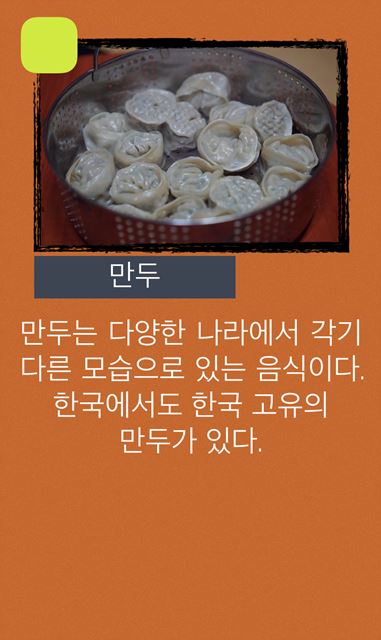 만두
만두는 다양한 나라에서 각기
다른 모습으로 있는 음식이다.
한국에서도 한국 고유의
만두가 있다.